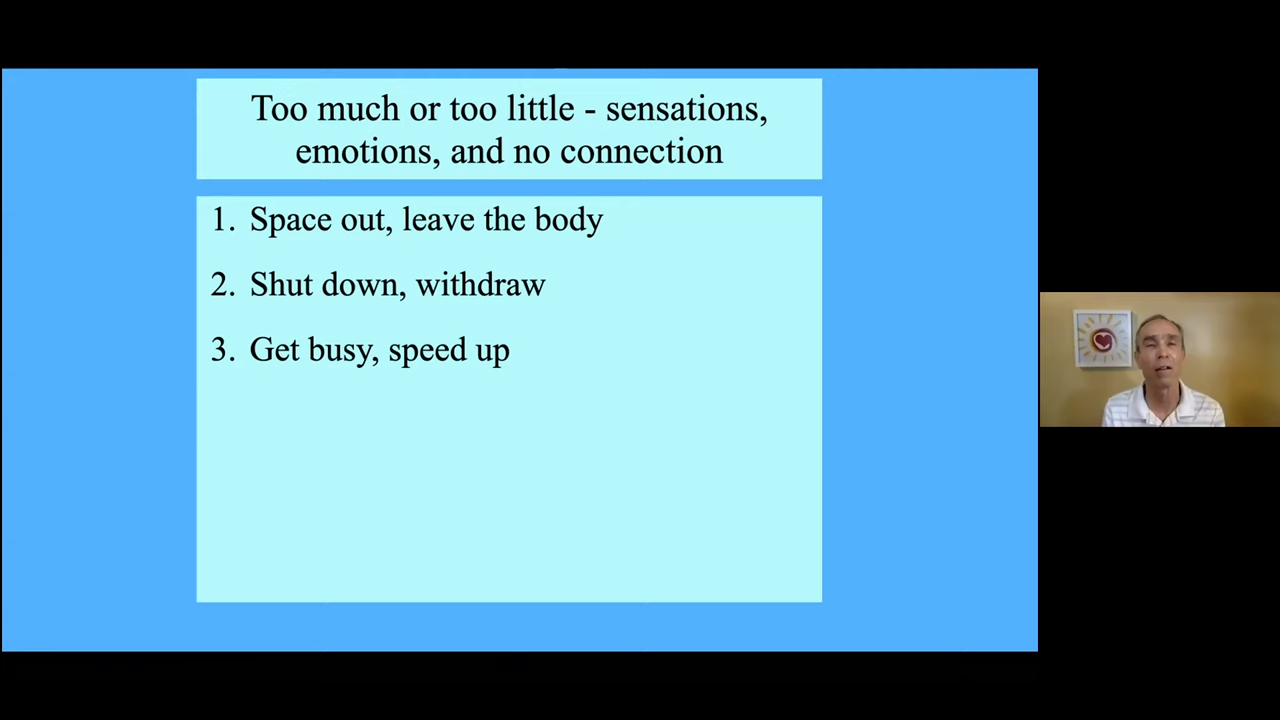 Too much or too little - sensations,
emotions, and no connection
1. Space out, leave the body
2. Shut down, withdraw
3. Get busy, speed up